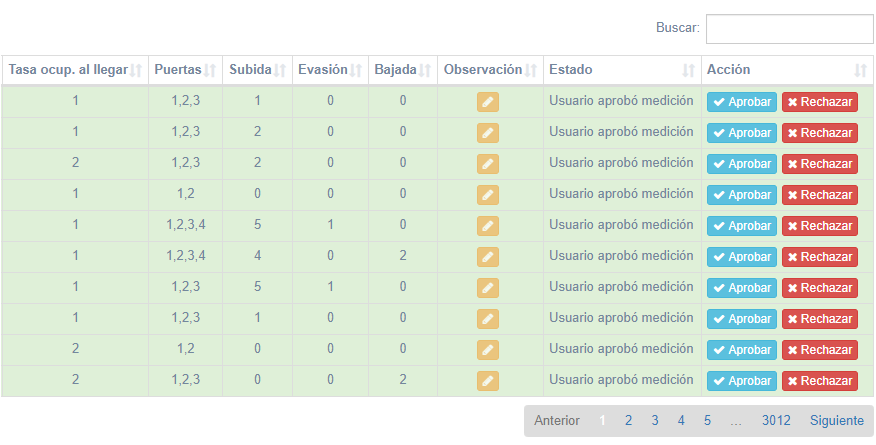 Buscar:
Tasa ocup. al llegar Puertas Subida Evasión Bajada Observación Estado Acción
1 1,2,3 1 0 0 Usuario aprobó medición Aprobar Rechazar
1 1,2,3 2 0 0 Usuario aprobó medición Aprobar Rechazar
2 1,2,3 2 0 0 Usuario aprobó medición Aprobar Rechazar
1 1,2 0 0 0 Usuario aprobó medición Aprobar Rechazar
1 1,2,3,4 5 1 0 Usuario aprobó medición Aprobar Rechazar
1 1,2,3,4 4 0 2 Usuario aprobó medición Aprobar Rechazar
1 1,2,3 5 1 0 Usuario aprobó medición Aprobar Rechazar
1 1,2,3 1 0 0 Usuario aprobó medición Aprobar Rechazar
2 1,2 0 0 0 Usuario aprobó medición Aprobar Rechazar
2 1,2,3 0 0 2 Usuario aprobó medición Aprobar Rechazar
Anterior 1 2 3 4 5 ... 3012 Siguiente